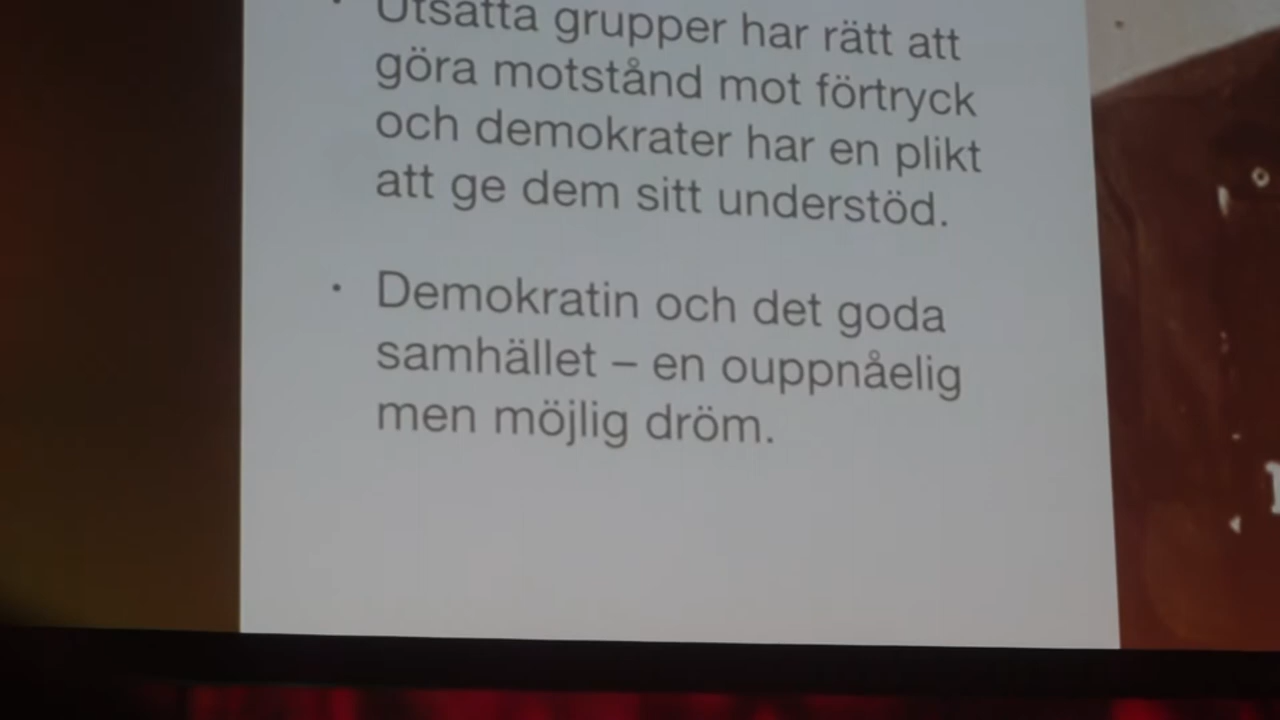 • Utsatta grupper har rätt att
göra motstånd mot förtryck
och demokrater har en plikt
att ge dem sitt understöd.
• Demokratin och det goda
samhället – en ouppnåelig
men möjlig dröm.